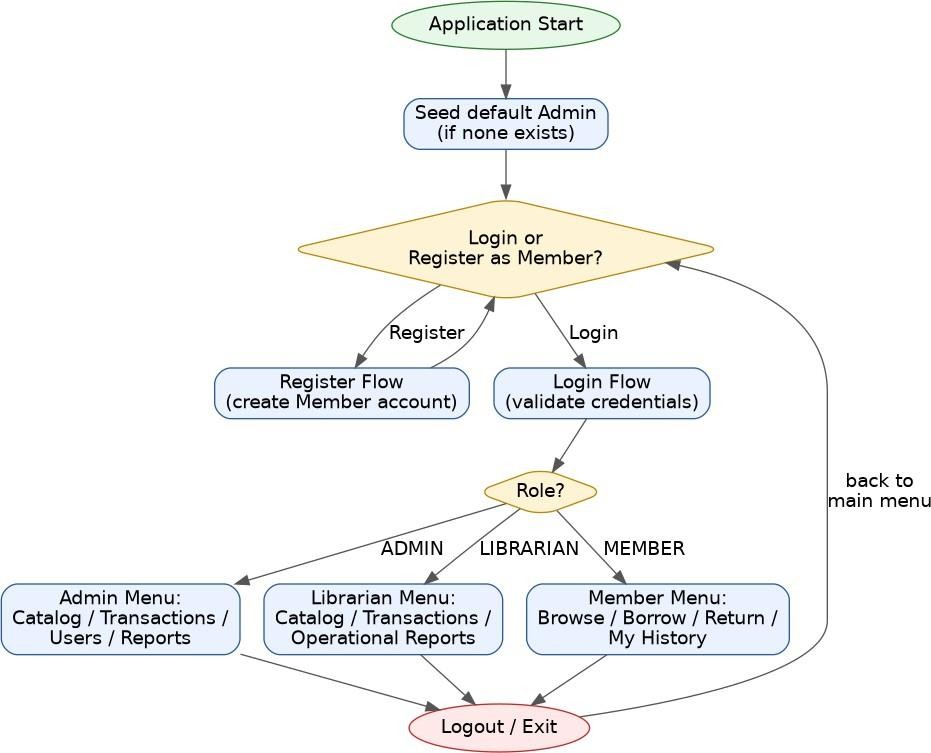 Application Start
Seed default Admin
(if none exists)
Login or
Register as Member?
Register
Login
Register Flow
(create Member account)
Login Flow
(validate credentials)
back to
main menu
Role?
ADMIN
LIBRARIAN
MEMBER
Admin Menu:
Catalog / Transactions /
Users / Reports
Librarian Menu:
Catalog / Transactions /
Operational Reports
Member Menu:
Browse / Borrow / Return /
My History
Logout / Exit